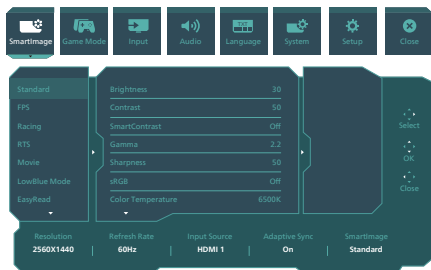 TXT
SmartImage Game Mode Input Audio Language System Setup Close
Standard Brightness 30
FPS Contrast 50
Racing SmartContrast Off
RTS Gamma 2.2
Movie Sharpness 50
LowBlue Mode sRGB Off
EasyRead Color Temperature 6500K
Select
OK
Close
Resolution Refresh Rate Input Source Adaptive Sync SmartImage
2560X1440 60Hz HDMI 1 On Standard